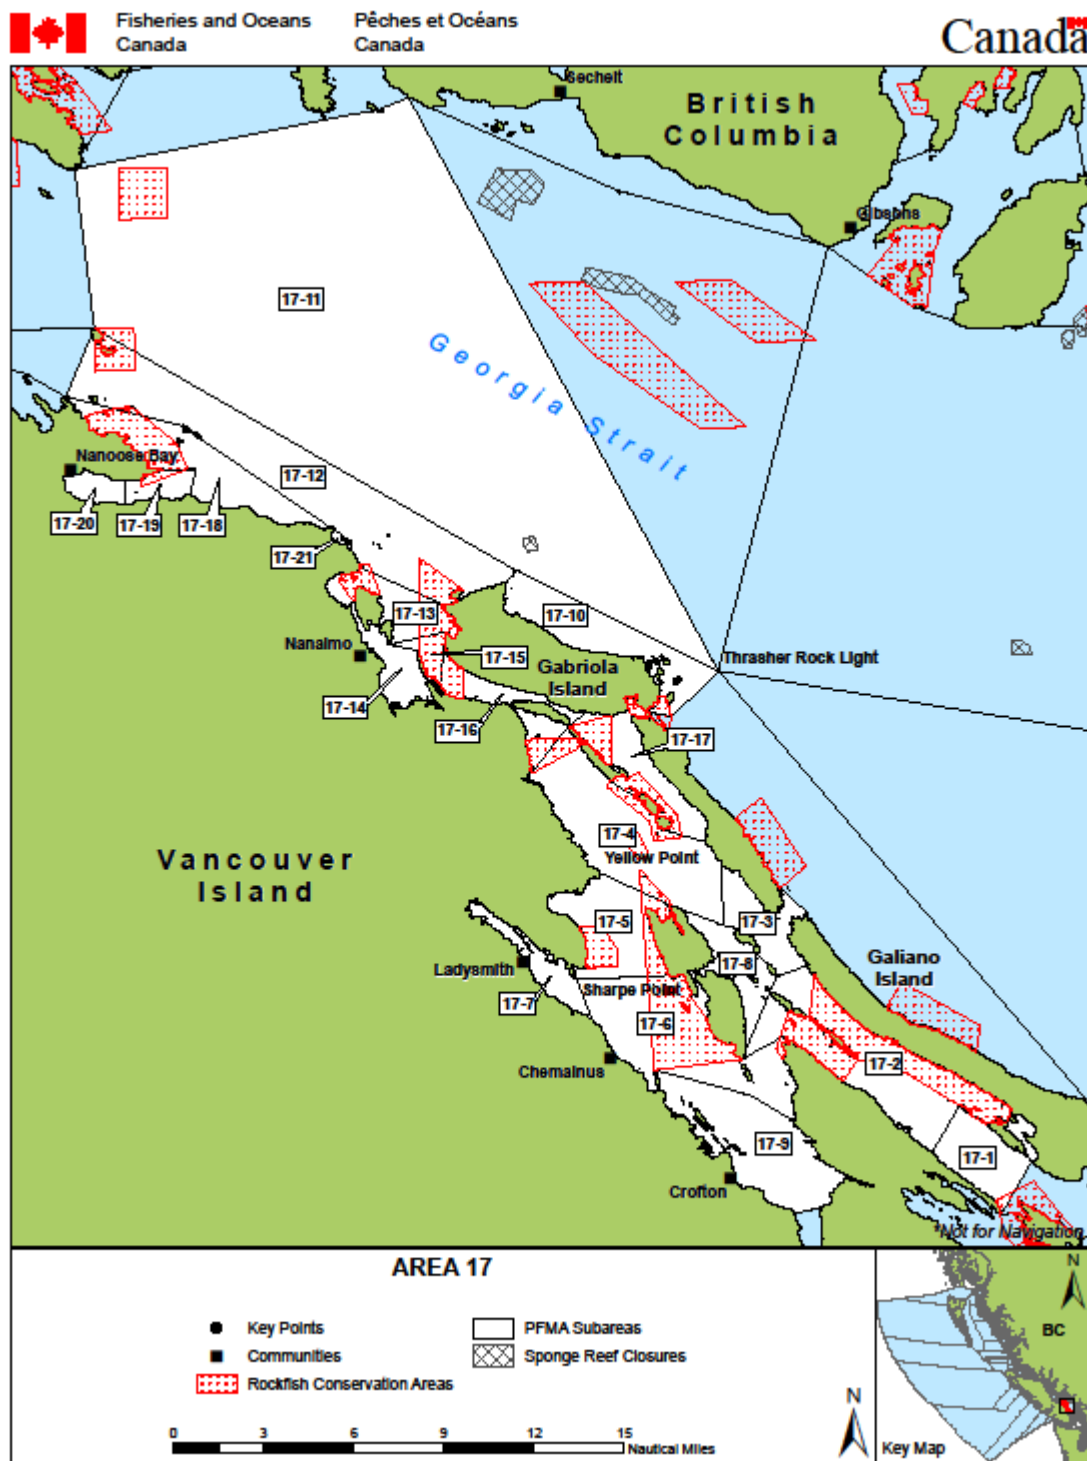 Fisheries and Oceans
Canada
Pêches et Océans
Canada
Canada
Sechelt
British
Columbia
Gibsons
17-11
Georgia Strait
Nanoose Bay
17-12
17-20
17-19
17-18
17-21
17-13
17-10
Nanaimo
17-15
Gabriola
Island
Thrasher Rock Light
17-14
17-16
17-17
17-4
Yellow Point
Vancouver
Island
17-5
17-3
17-8
Galiano
Island
Ladysmith
17-7
Sharpe Point
17-6
17-2
Chemainus
17-9
17-1
Crofton
*Not for Navigation
AREA 17
Key Points
Communities
Rockfish Conservation Areas
PFMA Subareas
Sponge Reef Closures
0 3 6 9 12 15
Nautical Miles
N
N
BC
Key Map